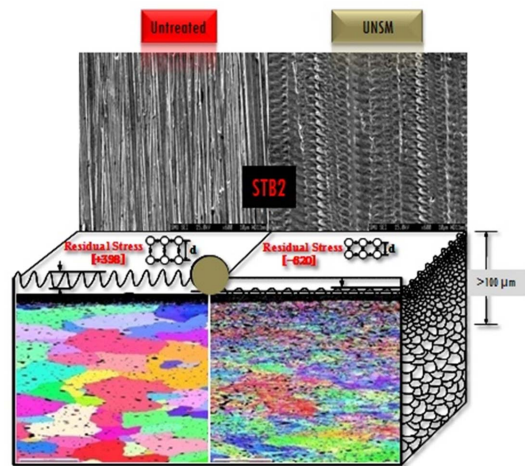 Untreated
UNSM
STB2
Residual Stress
[+398]
d
Residual Stress
[-620]
d
>100 µm